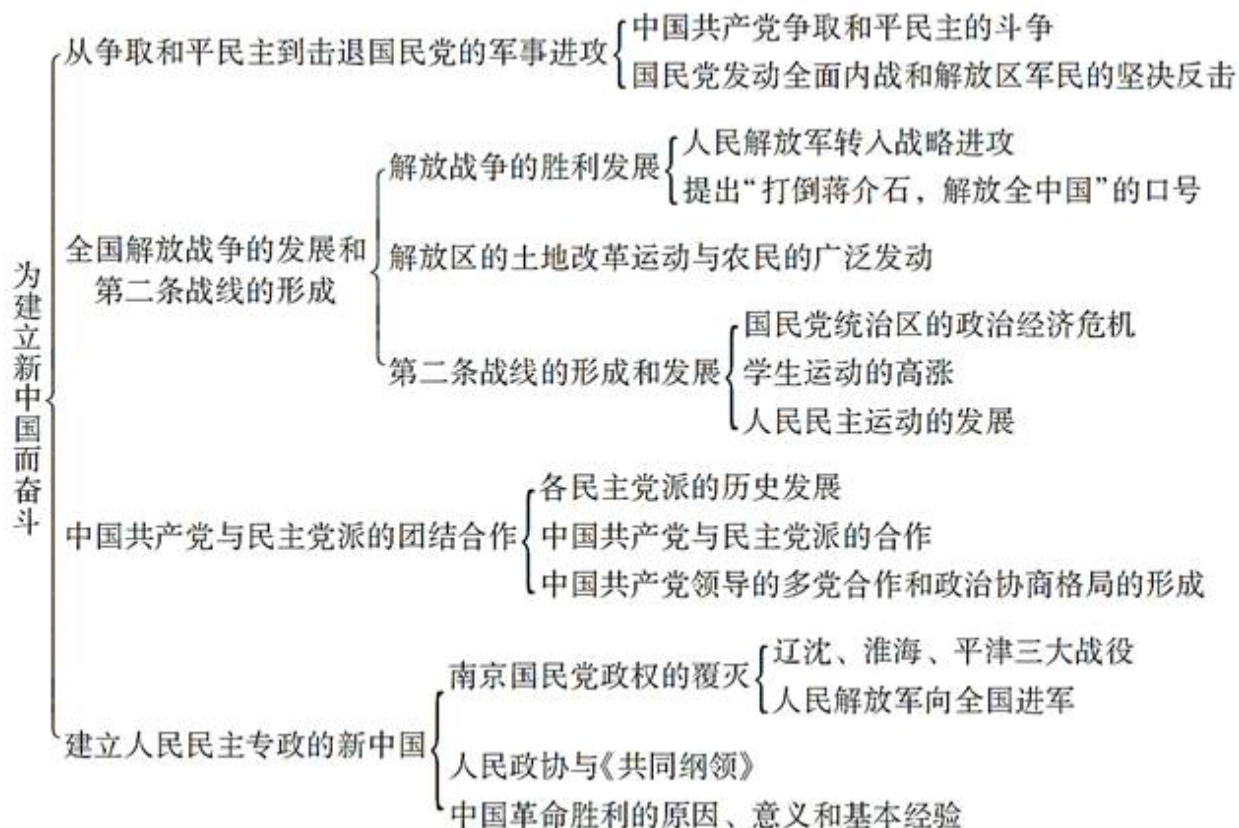 为建立新中国而奋斗
从争取和平民主到击退国民党的军事进攻
中国共产党争取和平民主的斗争
国民党发动全面内战和解放区军民的坚决反击
全国解放战争的发展和
第二条战线的形成
解放战争的胜利发展
人民解放军转入战略进攻
提出“打倒蒋介石，解放全中国”的口号
解放区的土地改革运动与农民的广泛发动
第二条战线的形成和发展
国民党统治区的政治经济危机
学生运动的高涨
人民民主运动的发展
中国共产党与民主党派的团结合作
各民主党派的历史发展
中国共产党与民主党派的合作
中国共产党领导的多党合作和政治协商格局的形成
建立人民民主专政的新中国
南京国民党政权的覆灭
辽沈、淮海、平津三大战役
人民解放军向全国进军
人民政协与《共同纲领》
中国革命胜利的原因、意义和基本经验